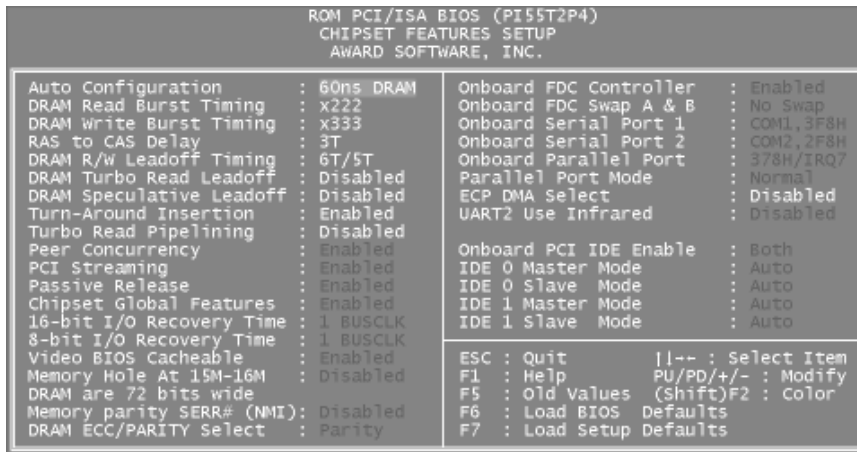 ROM PCI/ISA BIOS (PI55T2P4)
CHIPSET FEATURES SETUP
AWARD SOFTWARE, INC.
Auto Configuration : 60ns DRAM
DRAM Read Burst Timing : x222
DRAM Write Burst Timing : x333
RAS to CAS Delay : 3T
DRAM R/W Leadoff Timing : 6T/5T
DRAM Turbo Read Leadoff : Disabled
DRAM Speculative Leadoff : Disabled
Turn-Around Insertion : Enabled
Turbo Read Pipelining : Disabled
Peer Concurrency : Enabled
PCI Streaming : Enabled
Passive Release : Enabled
Chipset Global Features : Enabled
16-bit I/O Recovery Time : 1 BUSCLK
8-bit I/O Recovery Time : 1 BUSCLK
Video BIOS Cacheable : Enabled
Memory Hole At 15M-16M : Disabled
DRAM are 72 bits wide
Memory parity SERR# (NMI): Disabled
DRAM ECC/PARITY Select : Parity
Onboard FDC Controller : Enabled
Onboard FDC Swap A & B : No Swap
Onboard Serial Port 1 : COM1,3F8H
Onboard Serial Port 2 : COM2,2F8H
Onboard Parallel Port : 378H/IRQ7
Parallel Port Mode : Normal
ECP DMA Select : Disabled
UART2 Use Infrared : Disabled
Onboard PCI IDE Enable : Both
IDE 0 Master Mode : Auto
IDE 0 Slave Mode : Auto
IDE 1 Master Mode : Auto
IDE 1 Slave Mode : Auto
ESC : Quit ||→← : Select Item
F1 : Help PU/PD/+/- : Modify
F5 : Old Values (Shift)F2 : Color
F6 : Load BIOS Defaults
F7 : Load Setup Defaults